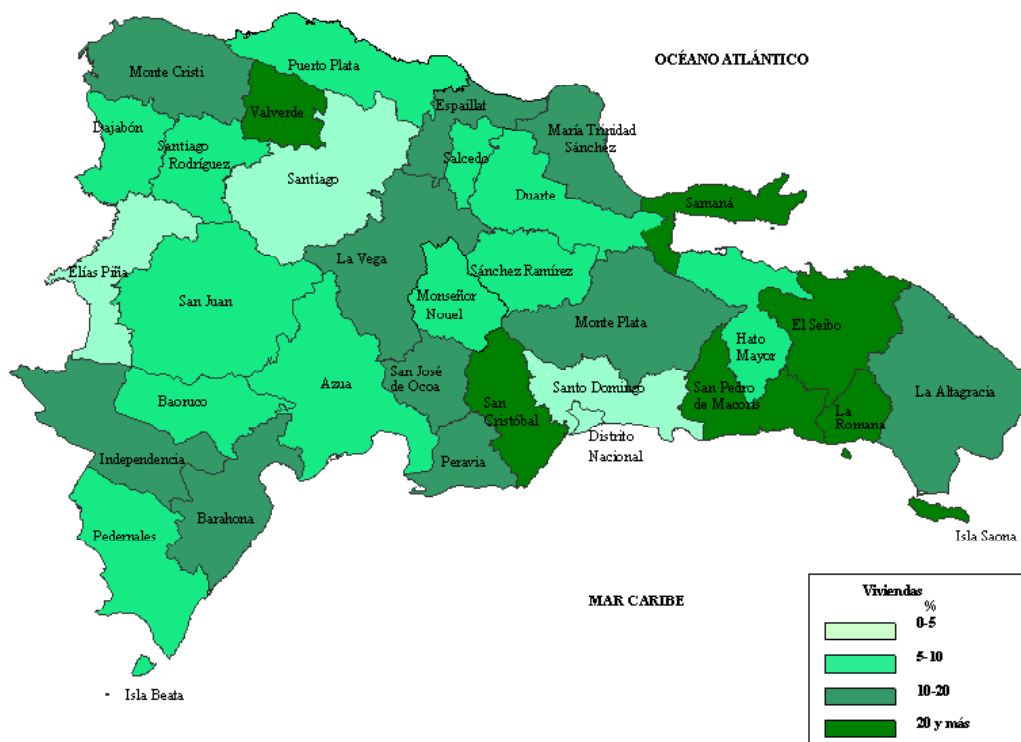 OCÉANO ATLÁNTICO
Puerto Plata
Monte Cristi
Espaillat
Valverde
María Trinidad
Sánchez
Dajabón
Santiago
Rodríguez
Salcedo
Santiago
Duarte
Samaná
La Vega
Elías Piña
Sánchez Ramírez
San Juan
Monseñor
Nouel
Monte Plata
El Seibo
Hato
Mayor
San José
de Ocoa
Azua
Santo Domingo
San Pedro
de Macorís
La Altagracia
Baoruco
San
Cristóbal
La
Romana
Distrito
Nacional
Independencia
Peravia
Barahona
Pedernales
Isla Saona
MAR CARIBE
Isla Beata
Viviendas
%
0-5
5-10
10-20
20 y más